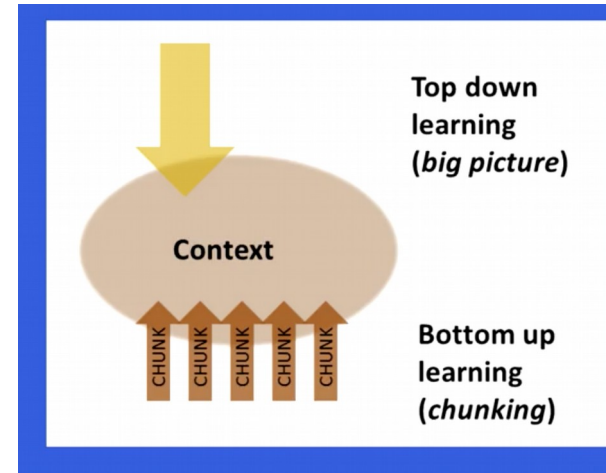 Top down
learning
(big picture)
Context
CHUNK
CHUNK
CHUNK
CHUNK
CHUNK
Bottom up
learning
(chunking)